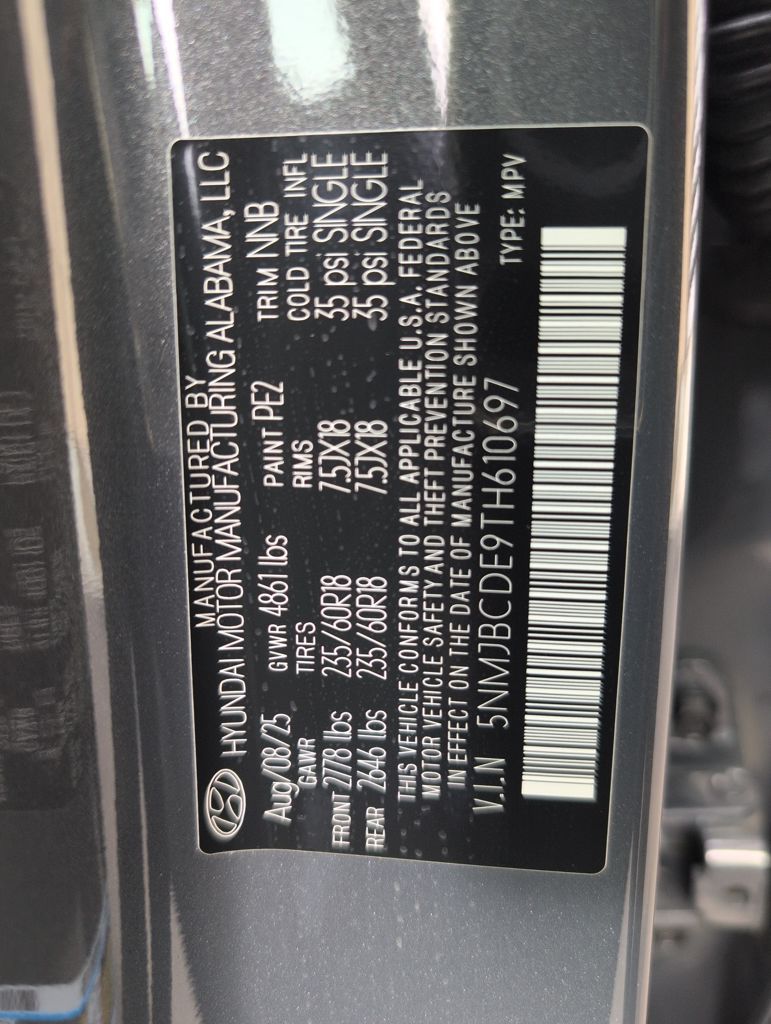 MANUFACTURED BY
HYUNDAI MOTOR MANUFACTURING ALABAMA, LLC
Aug/08/25 GVWR 4861 lbs PAINT PE2 TRIM NNB
GAWR TIRES RIMS COLD TIRE INFL
FRONT 2778 lbs 235/60R18 7.5JX18 35 psi SINGLE
REAR 2646 lbs 235/60R18 7.5JX18 35 psi SINGLE
THIS VEHICLE CONFORMS TO ALL APPLICABLE U.S.A. FEDERAL
MOTOR VEHICLE SAFETY AND THEFT PREVENTION STANDARDS
IN EFFECT ON THE DATE OF MANUFACTURE SHOWN ABOVE
V.I.N 5NMJBCDE9TH610697
TYPE: MPV